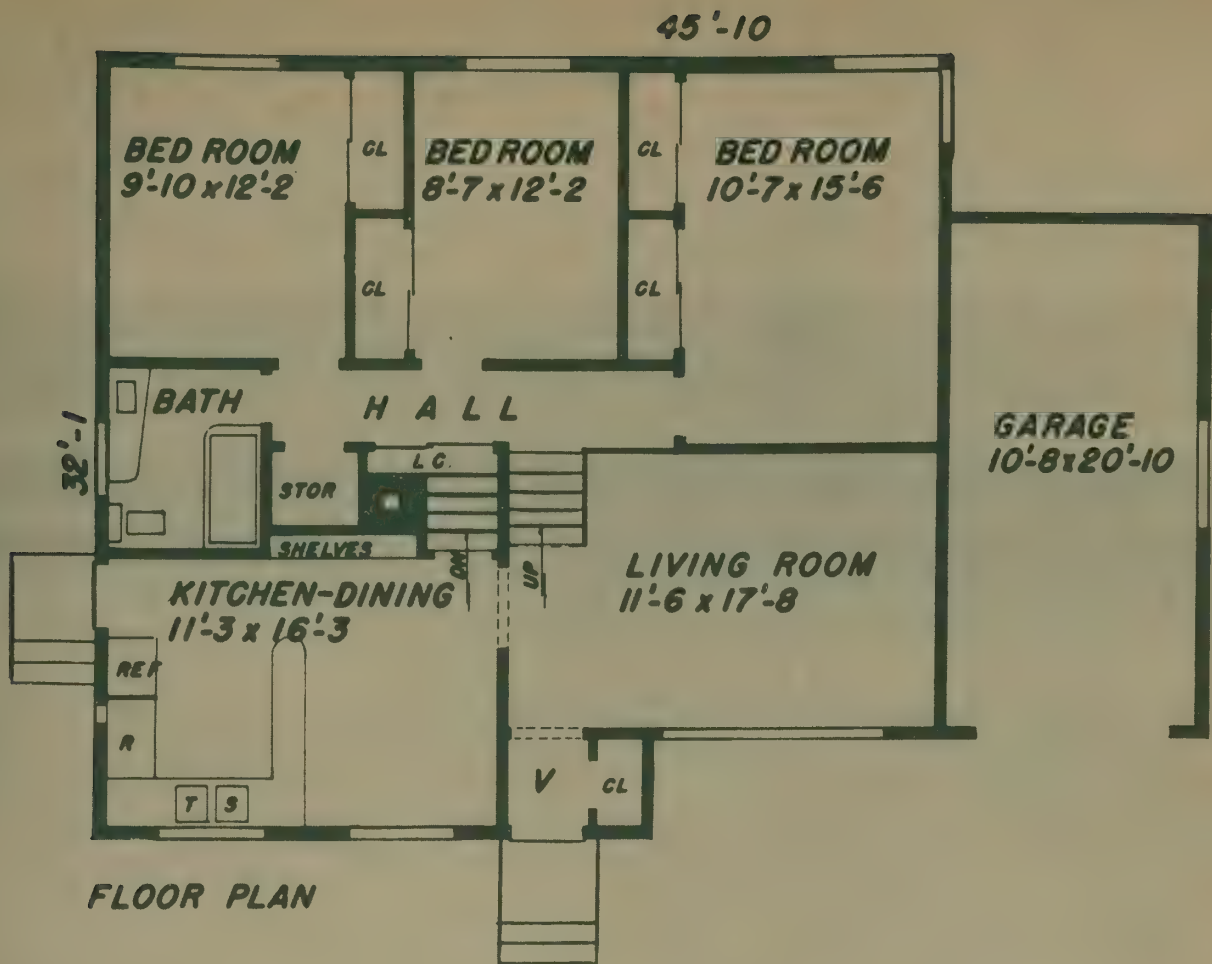 45'-10
BED ROOM
9'-10 x 12'-2
CL
CL
BED ROOM
8'-7 x 12'-2
CL
CL
BED ROOM
10'-7 x 15'-6
BATH
HALL
32'-1
L C.
STOR
SHELVES
DN
UP
GARAGE
10'-8 x 20'-10
LIVING ROOM
11'-6 x 17'-8
KITCHEN-DINING
11'-3 x 16'-3
REF
R
T
S
V
CL
FLOOR PLAN